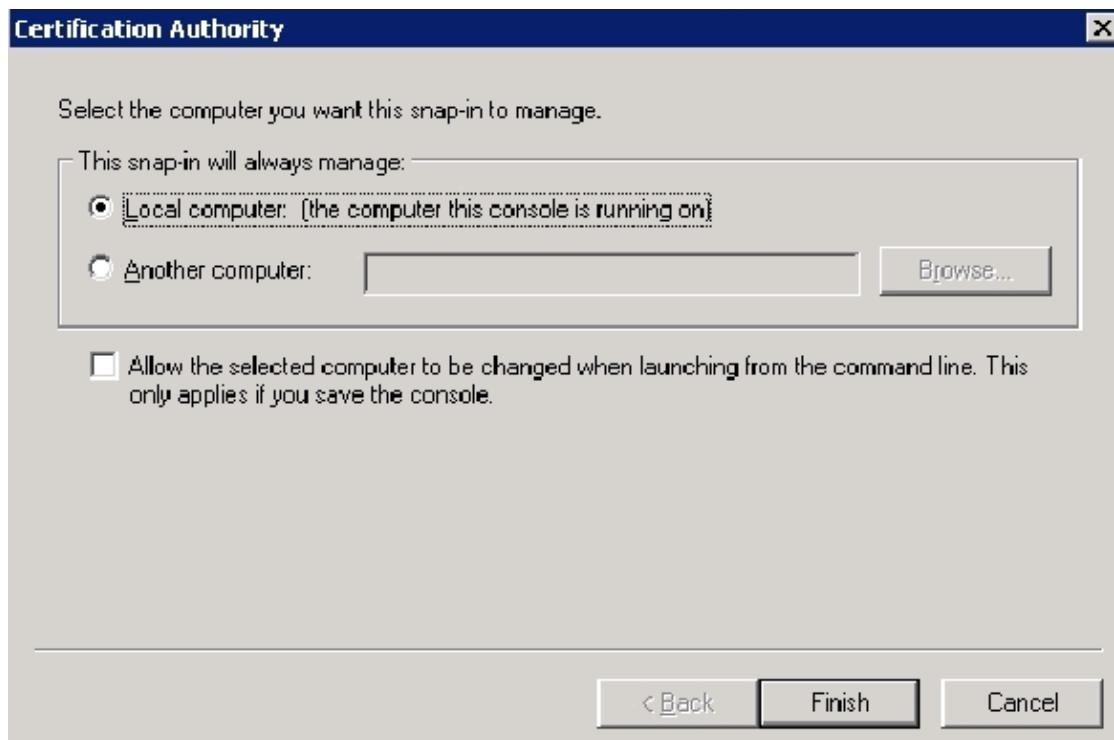 Certification Authority
Select the computer you want this snap-in to manage.
This snap-in will always manage:
Local computer: (the computer this console is running on)
Another computer:
Browse...
Allow the selected computer to be changed when launching from the command line. This
only applies if you save the console.
< Back
Finish
Cancel